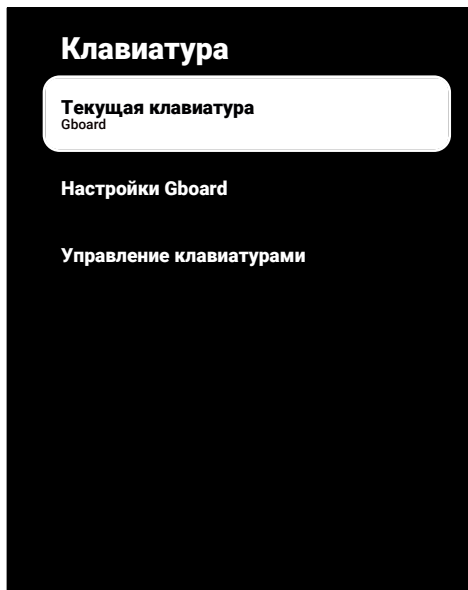 Клавиатура
Текущая клавиатура
Gboard
Настройки Gboard
Управление клавиатурами